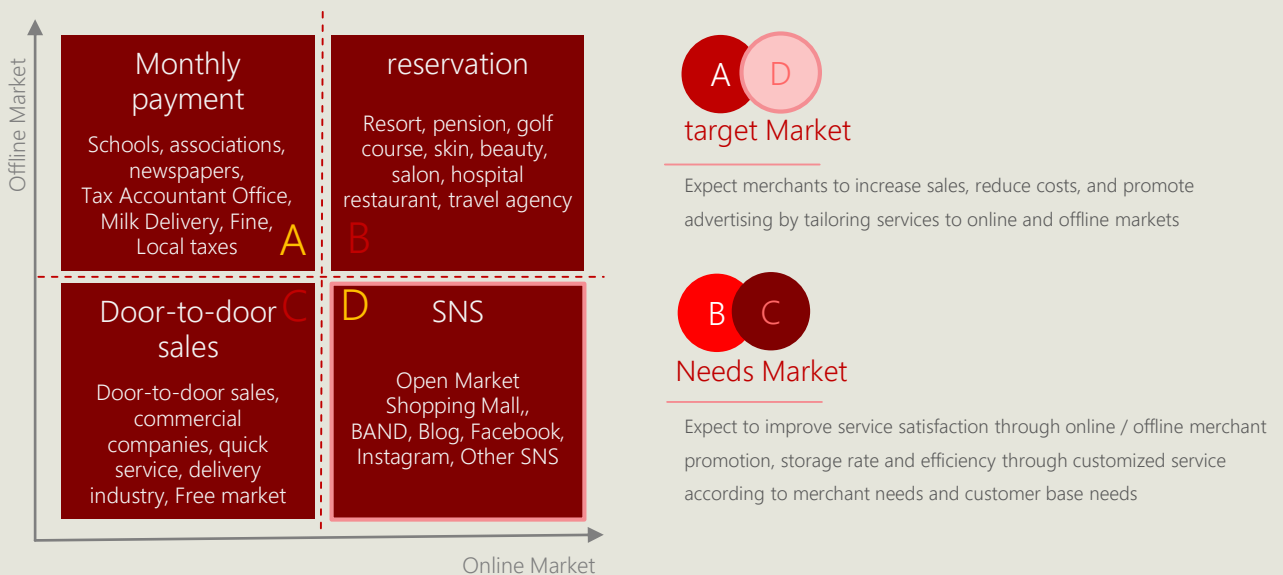 Offline Market
Monthly
payment
Schools, associations,
newspapers,
Tax Accountant Office,
Milk Delivery, Fine,
Local taxes
A
reservation
Resort, pension, golf
course, skin, beauty,
salon, hospital
restaurant, travel agency
B
Door-to-door
sales
C
Door-to-door sales,
commercial
companies, quick
service, delivery
industry, Free market
D
SNS
Open Market
Shopping Mall,,
BAND, Blog, Facebook,
Instagram, Other SNS
Online Market
A D
target Market
Expect merchants to increase sales, reduce costs, and promote
advertising by tailoring services to online and offline markets
B C
Needs Market
Expect to improve service satisfaction through online / offline merchant
promotion, storage rate and efficiency through customized service
according to merchant needs and customer base needs